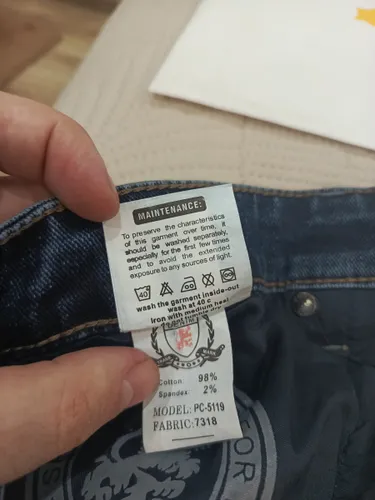 MAINTENANCE:
To preserve the characteristics
of this garment over time, it
should be washed separately,
especially for the first few times
and to avoid the extended
exposure to any sources of light.
40
wash the garment inside-out
wash at 40 c
Iron with medium heat
Cotton: 98%
Spandex: 2%
MODEL: PC-5119
FABRIC:7318
TOR